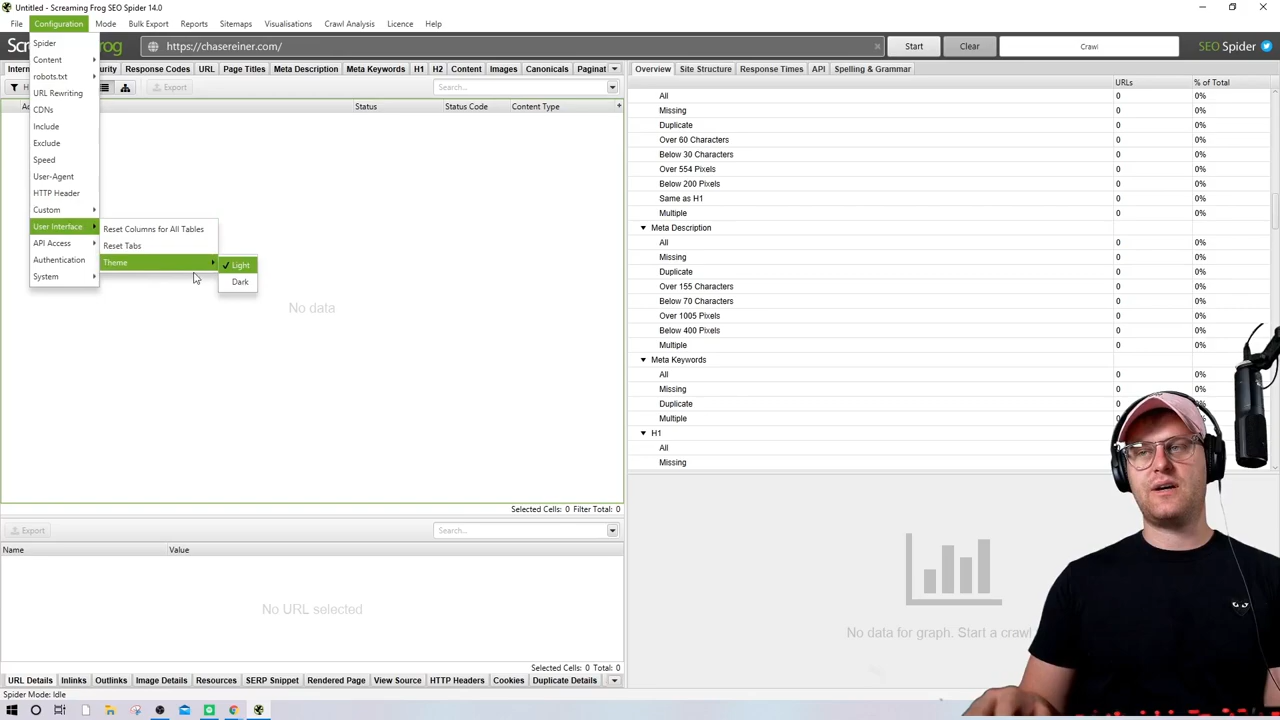 Untitled - Screaming Frog SEO Spider 14.0
File Configuration Mode Bulk Export Reports Sitemaps Visualisations Crawl Analysis Licence Help
https://chasereiner.com/
Start Clear Crawl SEO Spider
Response Codes URL Page Titles Meta Description Meta Keywords H1 H2 Content Images Canonicals
Overview Site Structure Response Times API Spelling & Grammar
Export Search...
Status Status Code Content Type
URLs % of Total
Spider
Content
robots.txt
URL Rewriting
CDNs
Include
Exclude
Speed
User-Agent
HTTP Header
Custom
User Interface
API Access
Authentication
System
Reset Columns for All Tables
Reset Tabs
Theme
Light
Dark
No data
All 0 0%
Missing 0 0%
Duplicate 0 0%
Over 60 Characters 0 0%
Below 30 Characters 0 0%
Over 554 Pixels 0 0%
Below 200 Pixels 0 0%
Same as H1 0 0%
Multiple 0 0%
Meta Description
All 0 0%
Missing 0 0%
Duplicate 0 0%
Over 155 Characters 0 0%
Below 70 Characters 0 0%
Over 1005 Pixels 0 0%
Below 400 Pixels 0 0%
Multiple 0 0%
Meta Keywords
All 0 0%
Missing 0 0%
Duplicate 0 0%
Multiple 0 0%
H1
All 0 0%
Missing 0 0%
Selected Cells: 0 Filter Total: 0
Export Search...
Name Value
No URL selected
No data for graph. Start a crawl
Selected Cells: 0 Total: 0
URL Details Inlinks Outlinks Image Details Resources SERP Snippet Rendered Page View Source HTTP Headers Cookies Duplicate Details
Spider Mode: Idle